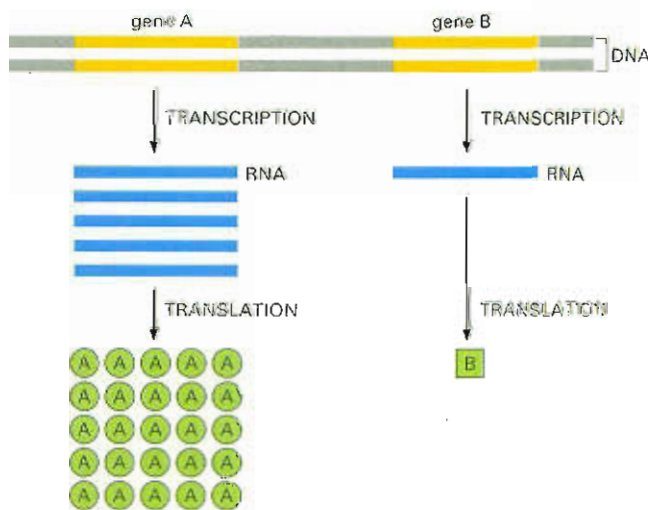 gene A gene B
DNA
TRANSCRIPTION TRANSCRIPTION
RNA RNA
TRANSLATION TRANSLATION
A A A A A B
A A A A A
A A A A A
A A A A A
A A A A A